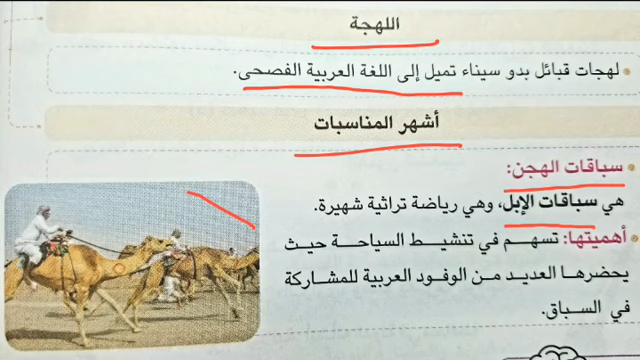 اللهجة
لهجات قبائل بدو سيناء تميل إلى اللغة العربية الفصحى.
أشهر المناسبات
سباقات الهجن:
هي سباقات الإبل، وهي رياضة تراثية شهيرة.
أهميتها: تسهم في تنشيط السياحة حيث
يحضرها العديد من الوفود العربية للمشاركة
في السباق.